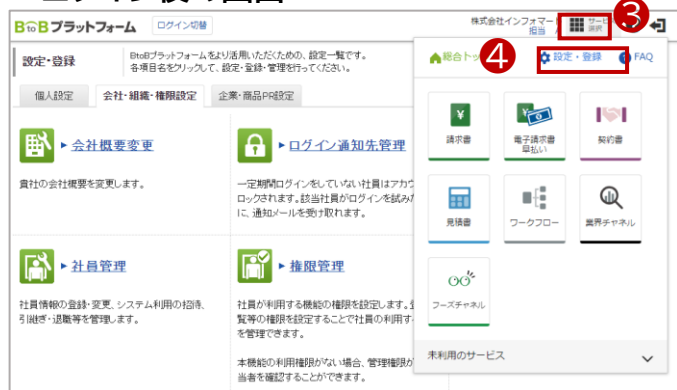 BtoBプラットフォーム ログイン切替
株式会社インフォマー
担当
サービ
選択
❸
設定・登録
BtoBプラットフォームをより活用いただくための、設定一覧です。
各項目名をクリックして、設定・登録・管理を行ってください。
個人設定 会社・組織・権限設定 企業・商品PR設定
会社概要変更
貴社の会社概要を変更します。
ログイン通知先管理
一定期間ログインをしていない社員はアカウ
ロックされます。該当社員がログインを試みた
に、通知メールを受け取れます。
社員管理
社員情報の登録・変更、システム利用の招待、
引継ぎ・退職等を管理します。
権限管理
社員が利用する機能の権限を設定します。
覧等の権限を設定することで社員の利用す
を管理できます。
本機能の利用権限がない場合、管理権限が
当者を確認することができます。
総合トッ ❹ 設定・登録 FAQ
請求書
電子請求書
早払い
契約書
見積書
ワークフロー
業界チャネル
フーズチャネル
未利用のサービス